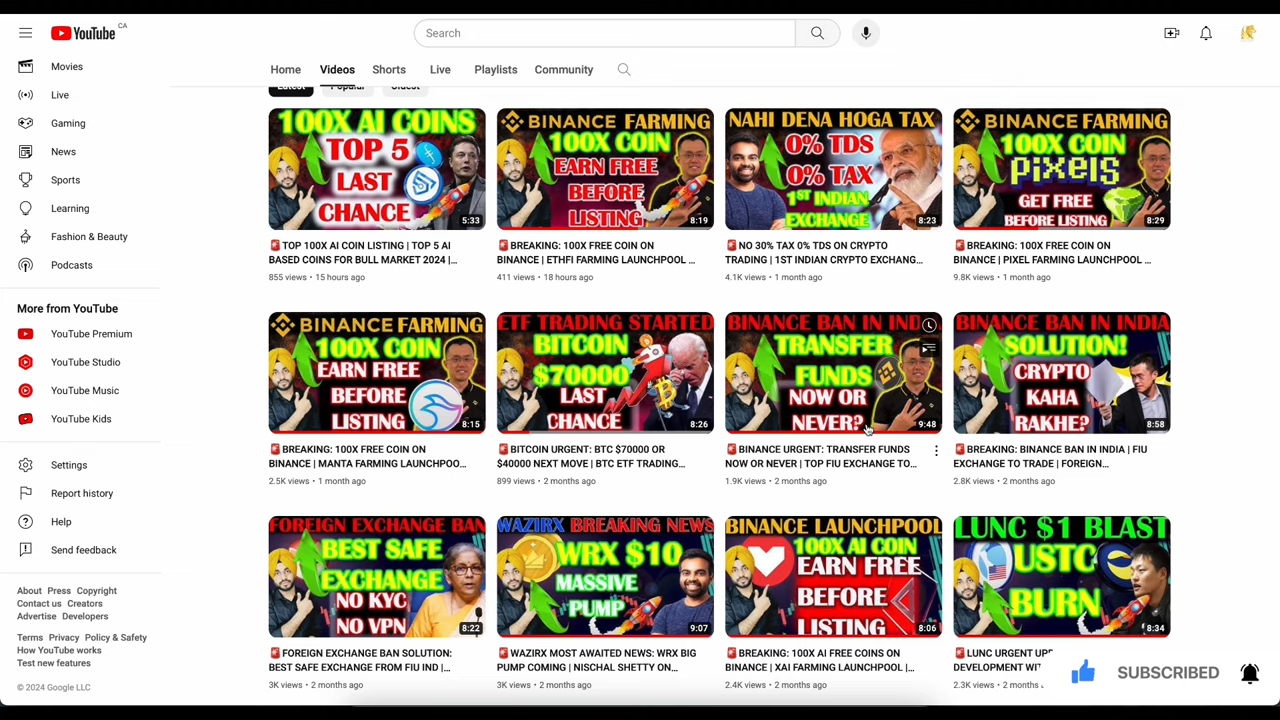 YouTube CA
Search
Home Videos Shorts Live Playlists Community
Latest Popular Oldest
Movies
Live
Gaming
News
Sports
Learning
Fashion & Beauty
Podcasts
More from YouTube
YouTube Premium
YouTube Studio
YouTube Music
YouTube Kids
Settings
Report history
Help
Send feedback
About Press Copyright
Contact us Creators
Advertise Developers
Terms Privacy Policy & Safety
How YouTube works
Test new features
© 2024 Google LLC
100X AI COINS
TOP 5
LAST
CHANCE
5:33
🚨TOP 100X AI COIN LISTING | TOP 5 AI
BASED COINS FOR BULL MARKET 2024 |...
855 views • 15 hours ago
BINANCE FARMING
100X COIN
EARN FREE
BEFORE
LISTING
8:19
🚨BREAKING: 100X FREE COIN ON
BINANCE | ETHFI FARMING LAUNCHPOOL ...
411 views • 18 hours ago
NAHI DENA HOGA TAX
0% TDS
0% TAX
1ST INDIAN
EXCHANGE
8:23
🚨NO 30% TAX 0% TDS ON CRYPTO
TRADING | 1ST INDIAN CRYPTO EXCHANG...
4.1K views • 1 month ago
BINANCE FARMING
100X COIN
PIXELS
GET FREE
BEFORE LISTING
8:29
🚨BREAKING: 100X FREE COIN ON
BINANCE | PIXEL FARMING LAUNCHPOOL ...
9.8K views • 1 month ago
BINANCE FARMING
100X COIN
EARN FREE
BEFORE
LISTING
8:15
🚨BREAKING: 100X FREE COIN ON
BINANCE | MANTA FARMING LAUNCHPOO...
2.5K views • 1 month ago
ETF TRADING STARTED
BITCOIN
$70000
LAST
CHANCE
8:26
🚨BITCOIN URGENT: BTC $70000 OR
$40000 NEXT MOVE | BTC ETF TRADING...
899 views • 2 months ago
BINANCE BAN IN IND
TRANSFER
FUNDS
NOW OR
NEVER?
9:48
🚨BINANCE URGENT: TRANSFER FUNDS
NOW OR NEVER | TOP FIU EXCHANGE TO...
1.9K views • 2 months ago
BINANCE BAN IN INDIA
SOLUTION!
CRYPTO
KAHA
RAKHE?
8:58
🚨BREAKING: BINANCE BAN IN INDIA | FIU
EXCHANGE TO TRADE | FOREIGN...
2.8K views • 2 months ago
FOREIGN EXCHANGE BAN
BEST SAFE
EXCHANGE
NO KYC
NO VPN
8:22
🚨FOREIGN EXCHANGE BAN SOLUTION:
BEST SAFE EXCHANGE FROM FIU IND |...
3K views • 2 months ago
WAZIRX BREAKING NEWS
WRX $10
MASSIVE
PUMP
9:07
🚨WAZIRX MOST AWAITED NEWS: WRX BIG
PUMP COMING | NISCHAL SHETTY ON...
3K views • 2 months ago
BINANCE LAUNCHPOOL
100X AI COIN
EARN FREE
BEFORE
LISTING
8:06
🚨BREAKING: 100X AI FREE COINS ON
BINANCE | XAI FARMING LAUNCHPOOL |...
2.4K views • 2 months ago
LUNC $1 BLAST
USTC
BURN
8:34
🚨LUNC URGENT UP
DEVELOPMENT WIT
2.3K views • 2 months
SUBSCRIBED